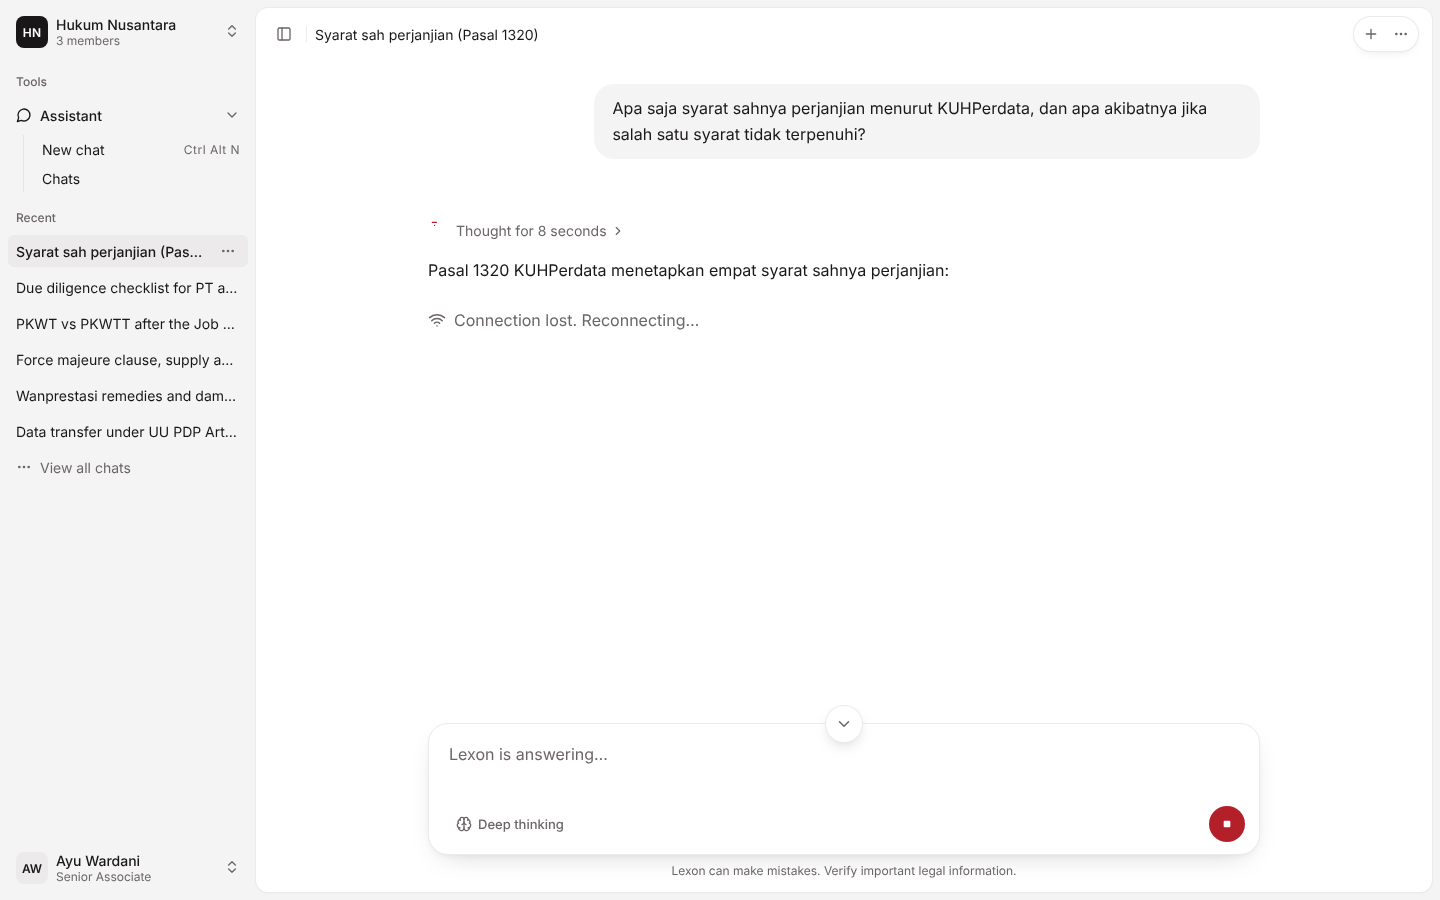 HN
Hukum Nusantara
3 members
Tools
Assistant
New chat
Ctrl Alt N
Chats
Recent
Syarat sah perjanjian (Pas...
Due diligence checklist for PT a...
PKWT vs PKWTT after the Job ...
Force majeure clause, supply a...
Wanprestasi remedies and dam...
Data transfer under UU PDP Art...
View all chats
AW
Ayu Wardani
Senior Associate
Syarat sah perjanjian (Pasal 1320)
Apa saja syarat sahnya perjanjian menurut KUHPerdata, dan apa akibatnya jika
salah satu syarat tidak terpenuhi?
Thought for 8 seconds
Pasal 1320 KUHPerdata menetapkan empat syarat sahnya perjanjian:
Connection lost. Reconnecting...
Lexon is answering...
Deep thinking
Lexon can make mistakes. Verify important legal information.